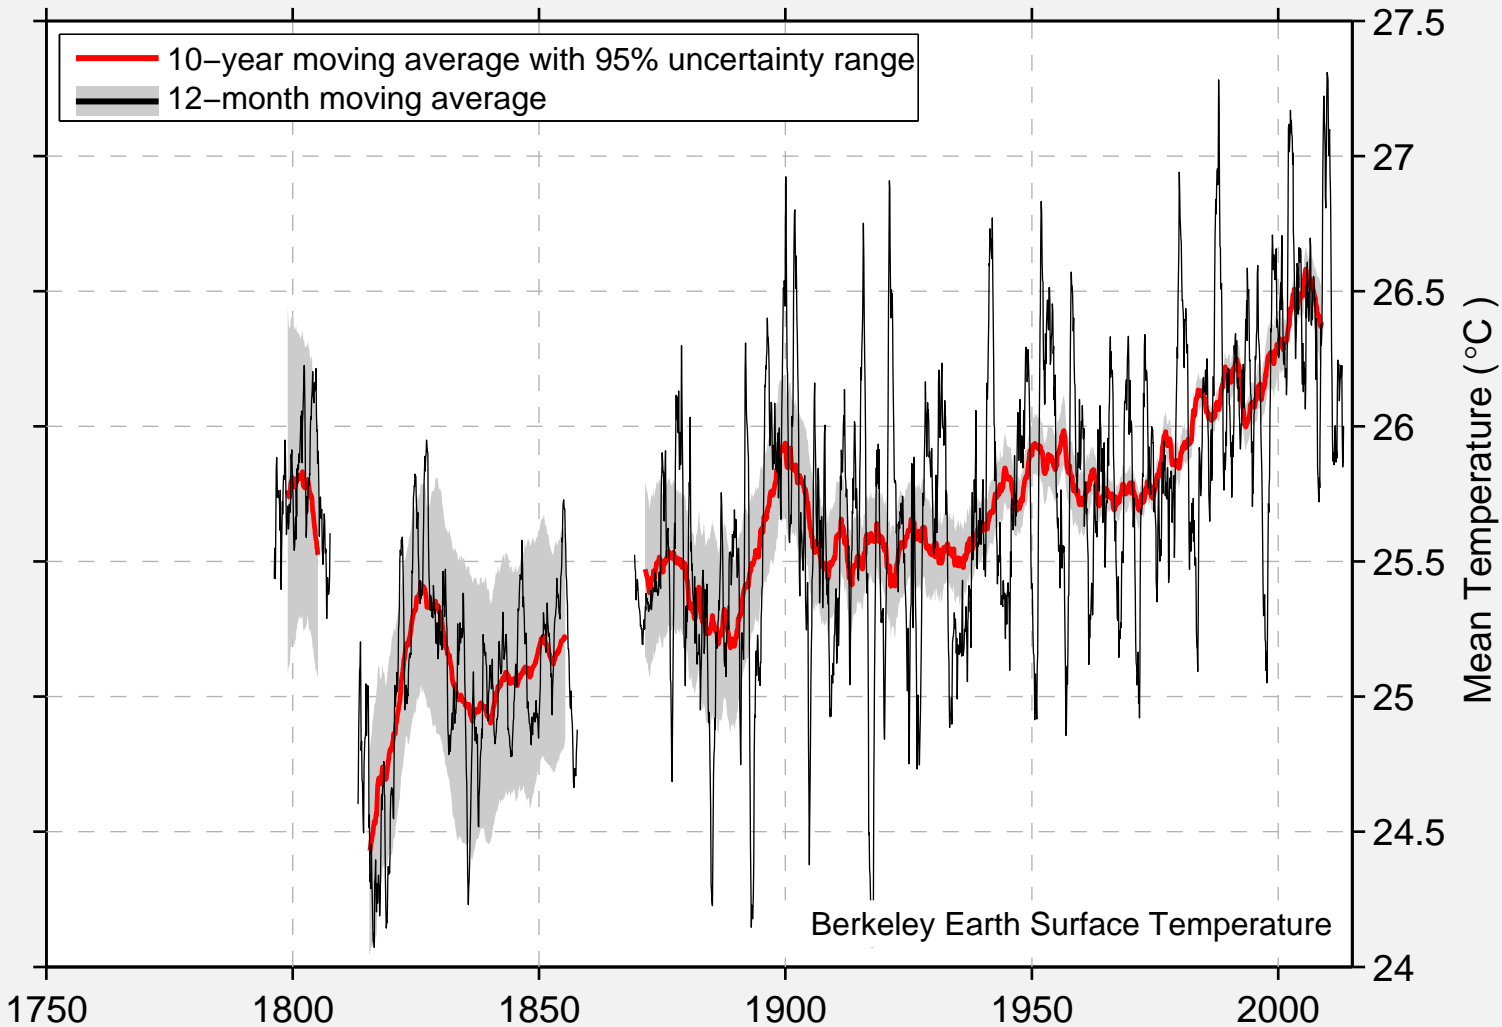 10−year moving average with 95% uncertainty range
12−month moving average
27.5
27
26.5
26
25.5
25
24.5
24
Mean Temperature (°C)
Berkeley Earth Surface Temperature
1750 1800 1850 1900 1950 2000